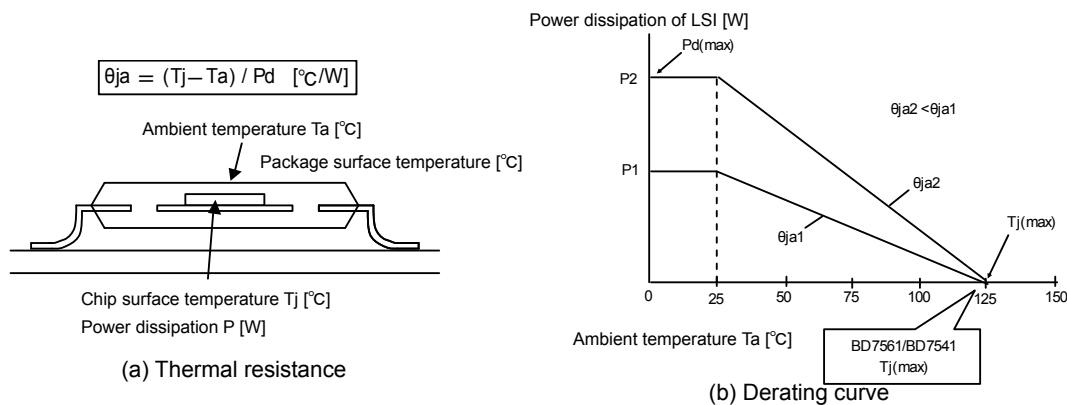 θja = (Tj−Ta) / Pd [℃/W]
Ambient temperature Ta [℃]
Package surface temperature [℃]
Chip surface temperature Tj [℃]
Power dissipation P [W]
(a) Thermal resistance
Power dissipation of LSI [W]
Pd(max)
P2
θja2 <θja1
P1
θja2
Tj(max)
θja1
0 25 50 75 100 125 150
Ambient temperature Ta [℃]
BD7561/BD7541
Tj(max)
(b) Derating curve